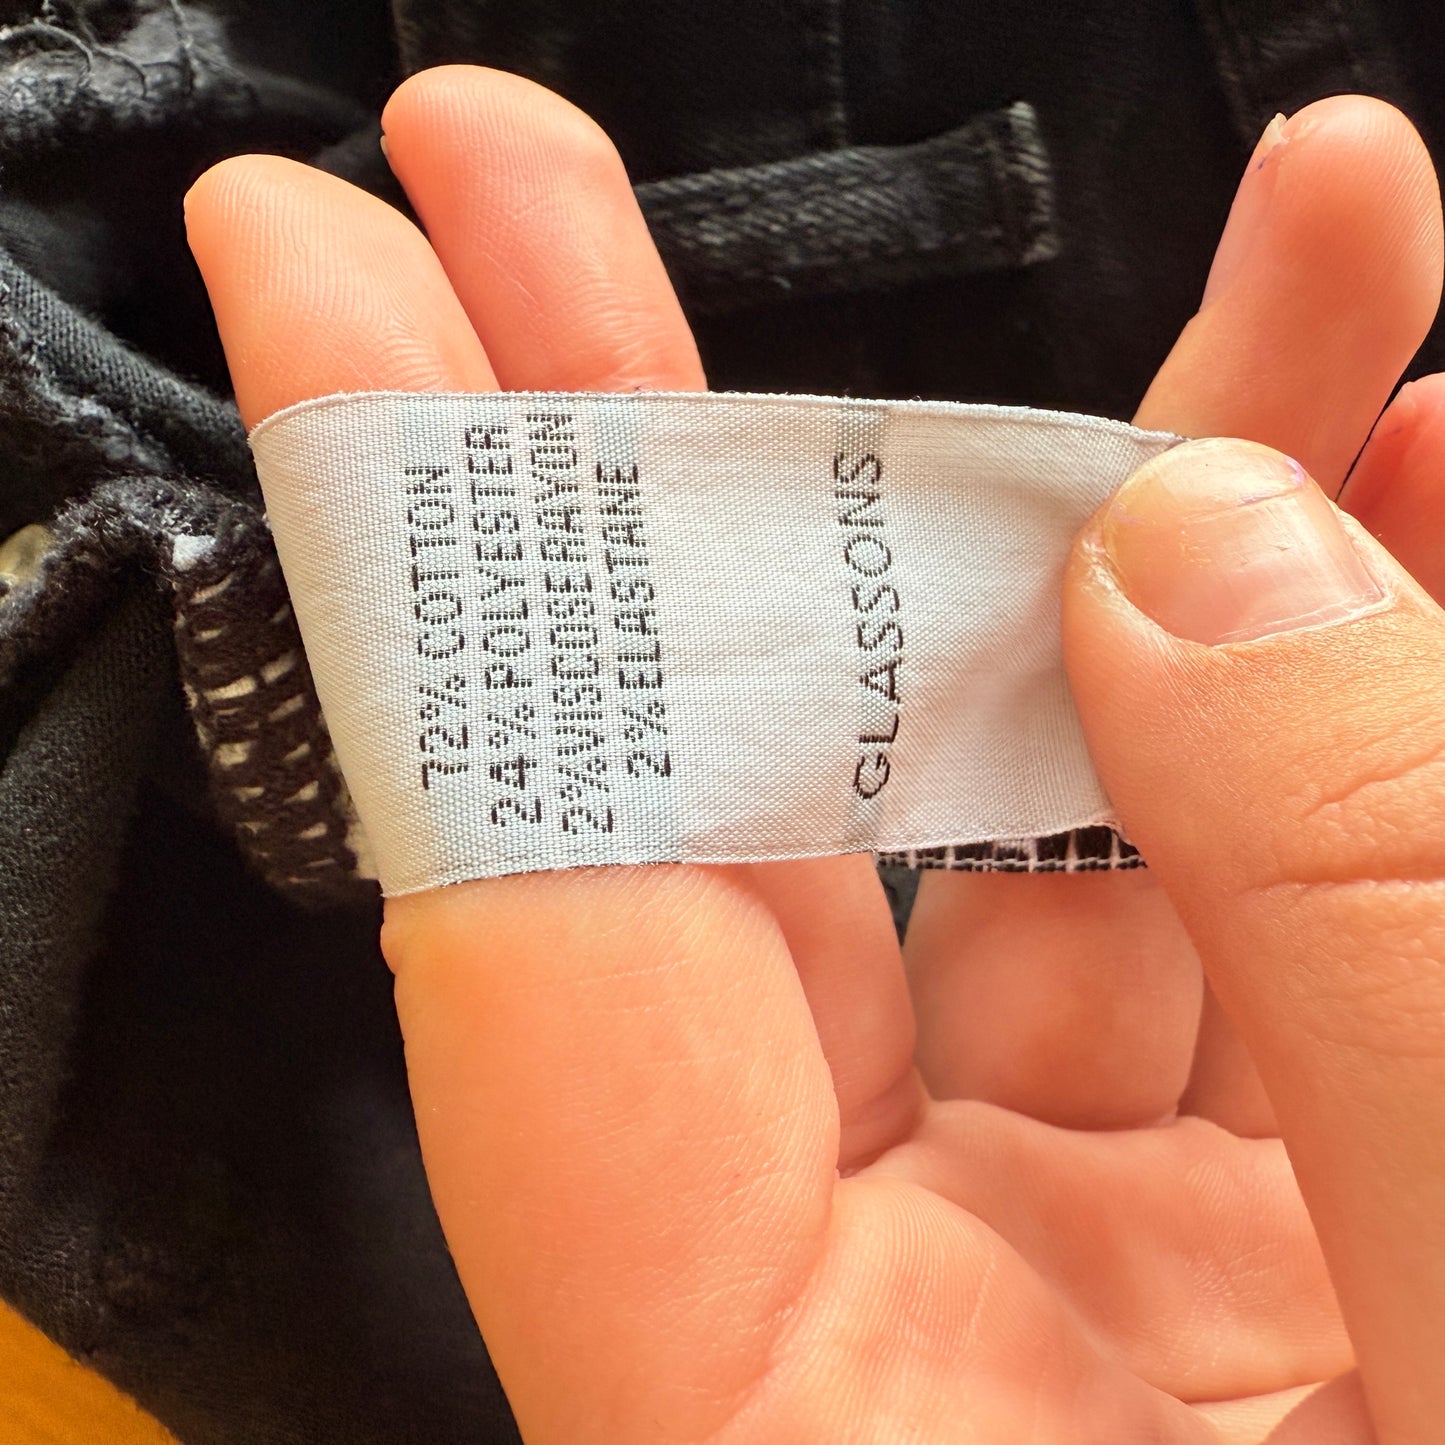 72% COTTON
24% POLYESTER
2% VISCOSE RAYON
2% ELASTANE
GLASSONS